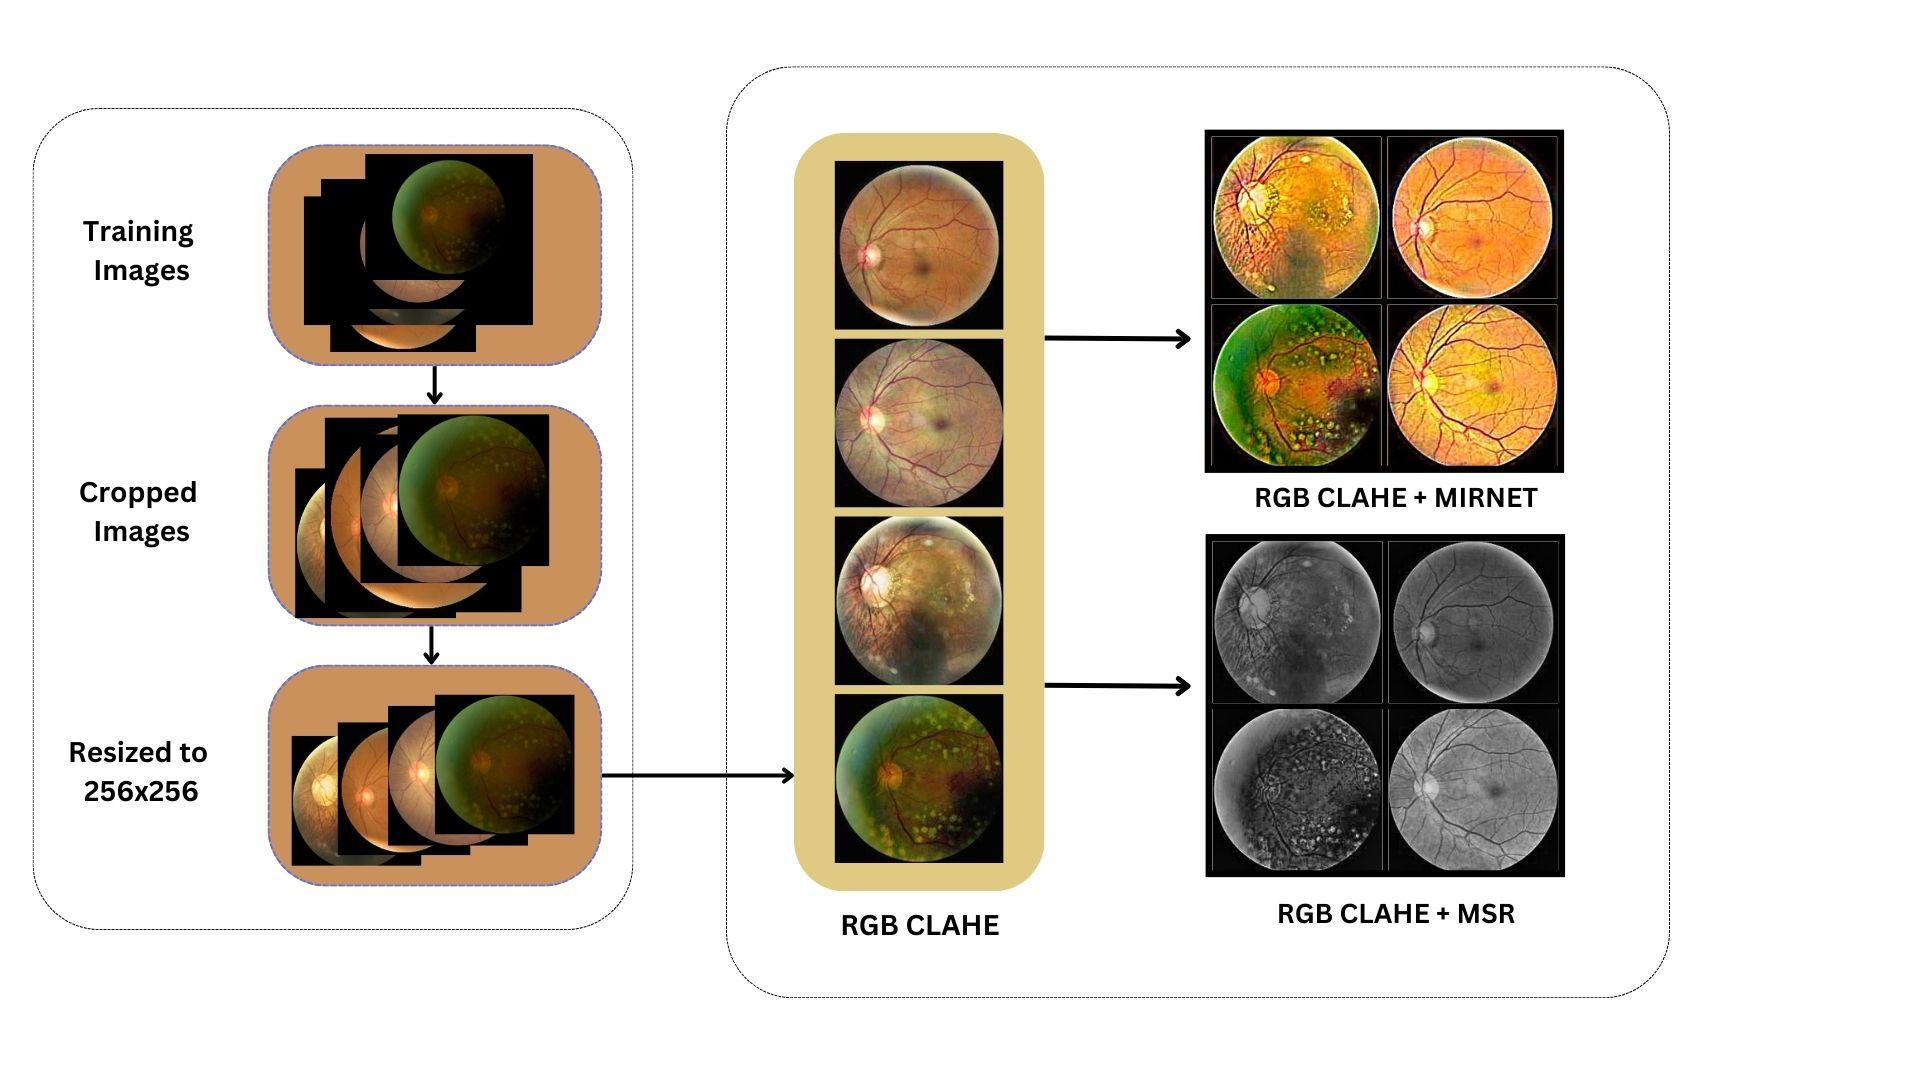 Training
Images
Cropped
Images
Resized to
256x256
RGB CLAHE
RGB CLAHE + MIRNET
RGB CLAHE + MSR